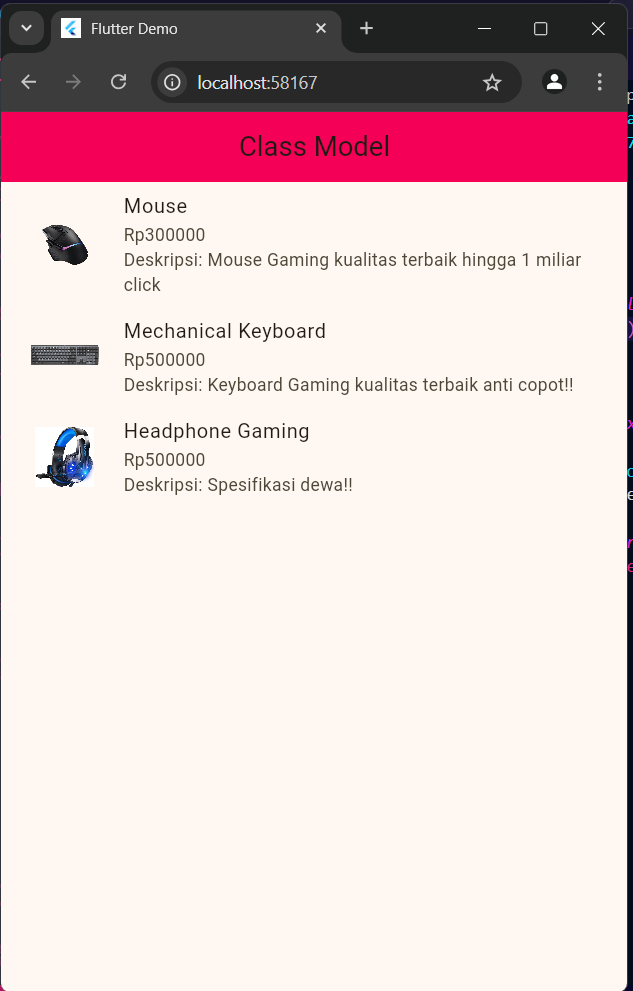 Flutter Demo
localhost:58167
Class Model
Mouse
Rp300000
Deskripsi: Mouse Gaming kualitas terbaik hingga 1 miliar
click
Mechanical Keyboard
Rp500000
Deskripsi: Keyboard Gaming kualitas terbaik anti copot!!
Headphone Gaming
Rp500000
Deskripsi: Spesifikasi dewa!!